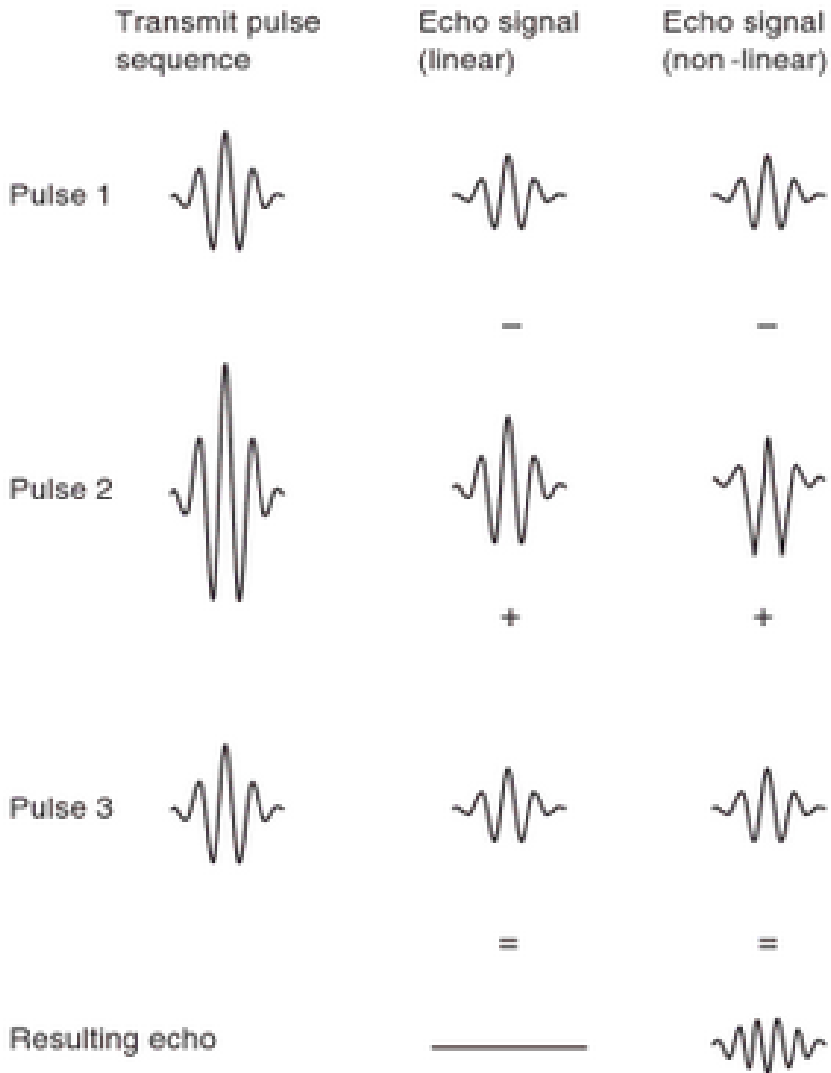 Transmit pulse
sequence
Echo signal
(linear)
Echo signal
(non -linear)
Pulse 1
–
–
Pulse 2
+
+
Pulse 3
=
=
Resulting echo